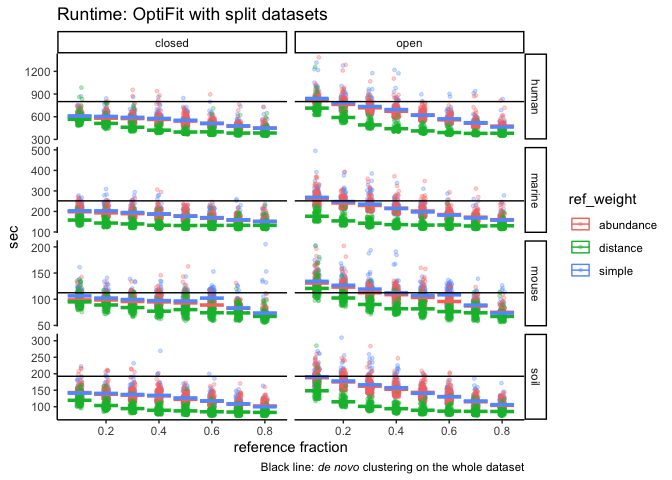 Runtime: OptiFit with split datasets
closed
open
1200
900
600
300
human
500
400
300
200
100
marine
200
150
100
50
mouse
300
250
200
150
100
soil
sec
0.2 0.4 0.6 0.8
0.2 0.4 0.6 0.8
reference fraction
ref_weight
abundance
distance
simple
Black line: de novo clustering on the whole dataset